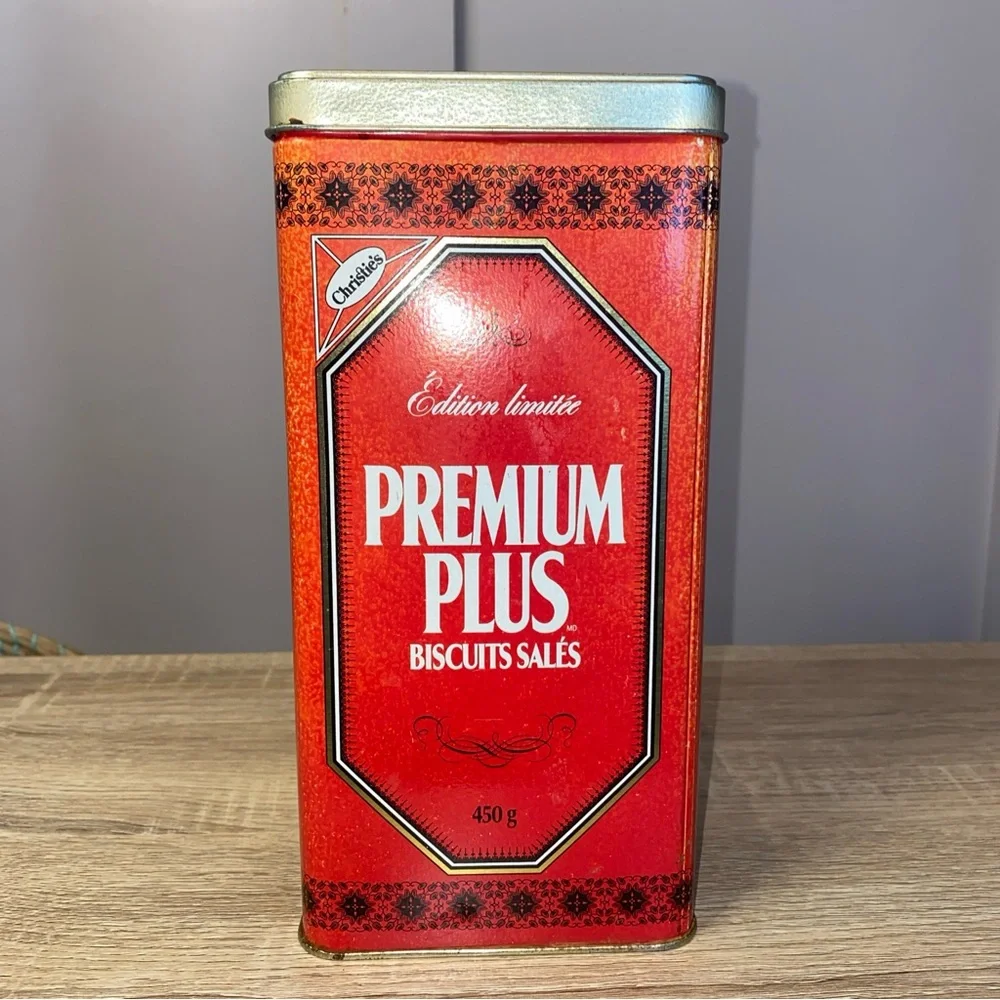 Christie's
Édition limitée
PREMIUM
PLUS
MD
BISCUITS SALÉS
450 g